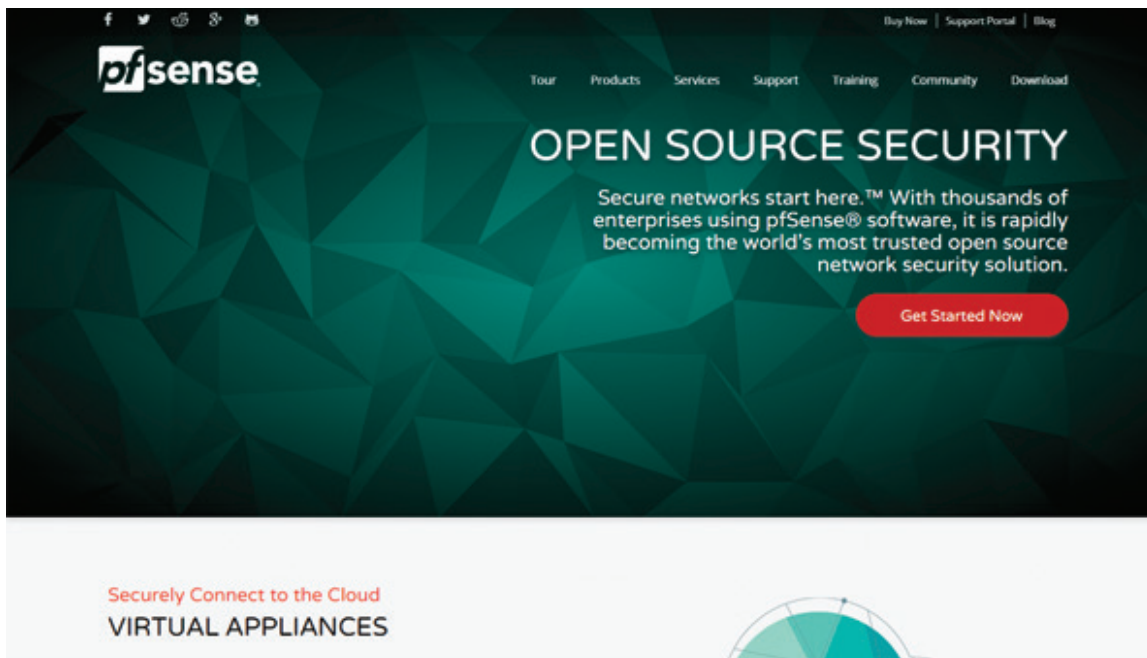 Buy Now | Support Portal | Blog
pfsense
Tour Products Services Support Training Community Download
OPEN SOURCE SECURITY
Secure networks start here.™ With thousands of
enterprises using pfSense® software, it is rapidly
becoming the world's most trusted open source
network security solution.
Get Started Now
Securely Connect to the Cloud
VIRTUAL APPLIANCES